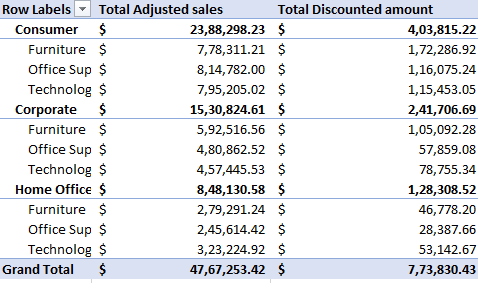 Row Labels Total Adjusted sales Total Discounted amount
Consumer $ 23,88,298.23 $ 4,03,815.22
Furniture $ 7,78,311.21 $ 1,72,286.92
Office Sup $ 8,14,782.00 $ 1,16,075.24
Technolog $ 7,95,205.02 $ 1,15,453.05
Corporate $ 15,30,824.61 $ 2,41,706.69
Furniture $ 5,92,516.56 $ 1,05,092.28
Office Sup $ 4,80,862.52 $ 57,859.08
Technolog $ 4,57,445.53 $ 78,755.34
Home Office $ 8,48,130.58 $ 1,28,308.52
Furniture $ 2,79,291.24 $ 46,778.20
Office Sup $ 2,45,614.42 $ 28,387.66
Technolog $ 3,23,224.92 $ 53,142.67
Grand Total $ 47,67,253.42 $ 7,73,830.43